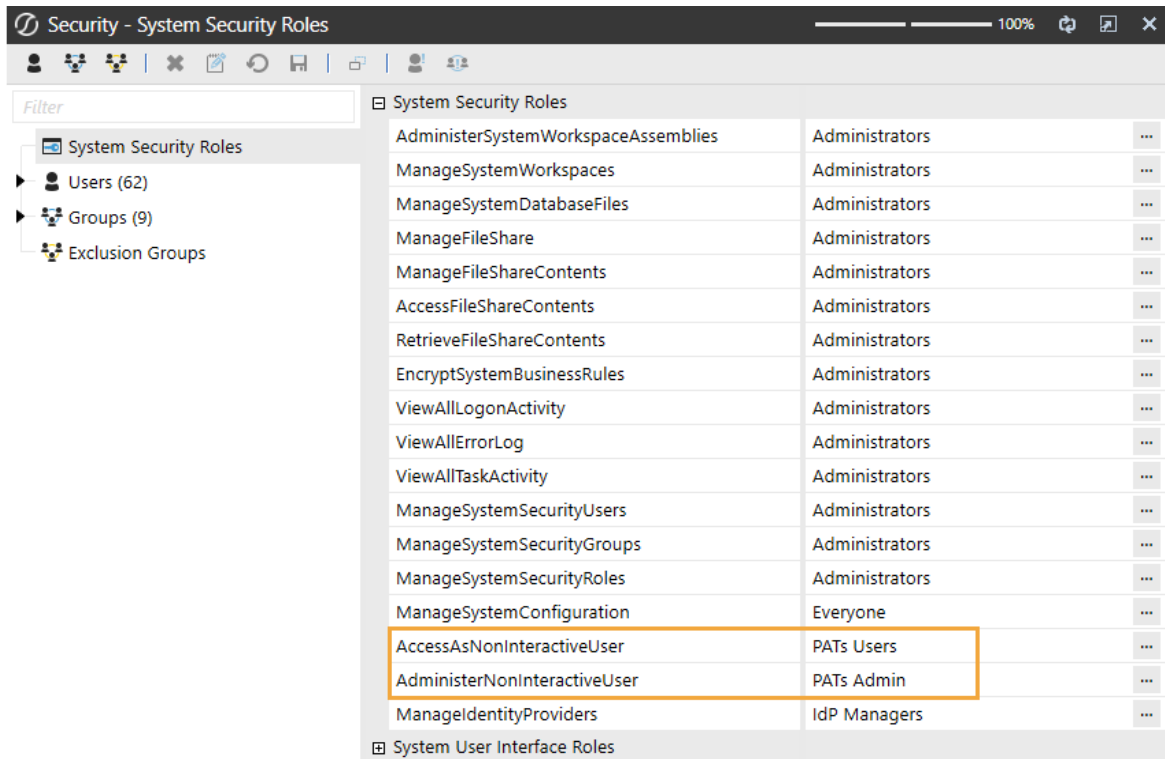 Security - System Security Roles 100%
Filter
System Security Roles
Users (62)
Groups (9)
Exclusion Groups
System Security Roles
AdministerSystemWorkspaceAssemblies Administrators ...
ManageSystemWorkspaces Administrators ...
ManageSystemDatabaseFiles Administrators ...
ManageFileShare Administrators ...
ManageFileShareContents Administrators ...
AccessFileShareContents Administrators ...
RetrieveFileShareContents Administrators ...
EncryptSystemBusinessRules Administrators ...
ViewAllLogonActivity Administrators ...
ViewAllErrorLog Administrators ...
ViewAllTaskActivity Administrators ...
ManageSystemSecurityUsers Administrators ...
ManageSystemSecurityGroups Administrators ...
ManageSystemSecurityRoles Administrators ...
ManageSystemConfiguration Everyone ...
AccessAsNonInteractiveUser PATs Users ...
AdministerNonInteractiveUser PATs Admin ...
ManageIdentityProviders IdP Managers ...
System User Interface Roles